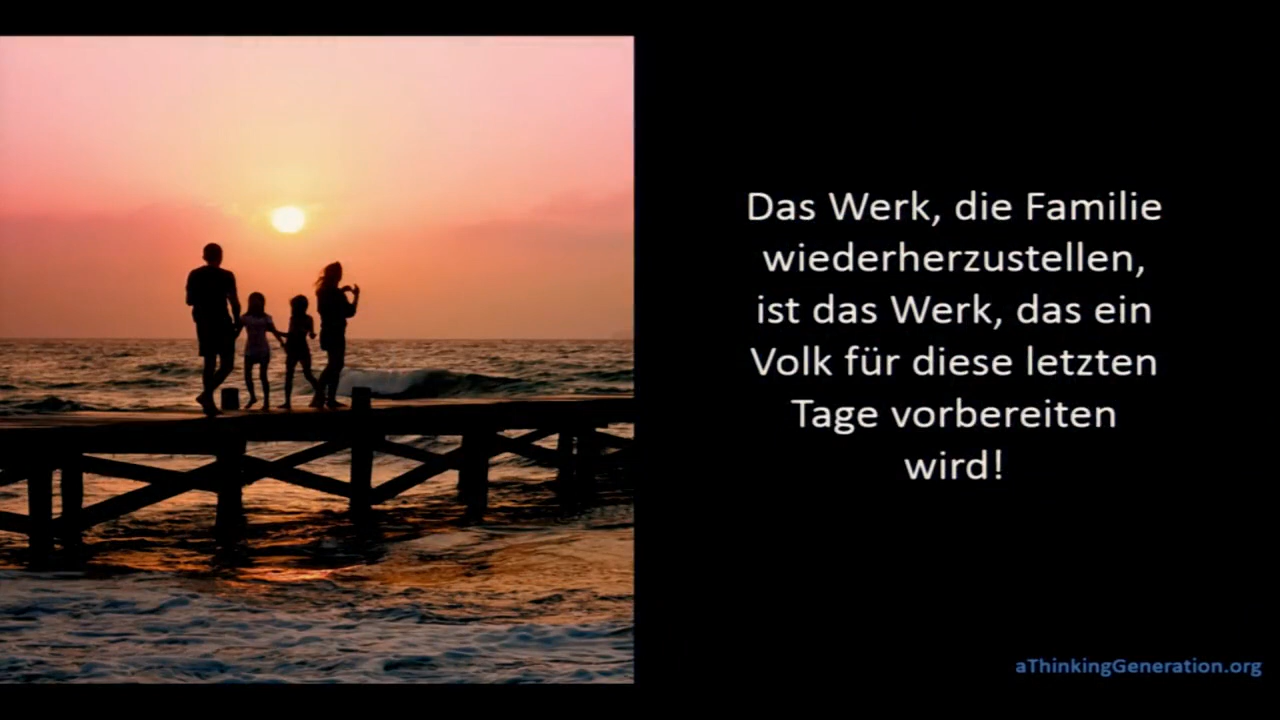 Das Werk, die Familie
wiederherzustellen,
ist das Werk, das ein
Volk für diese letzten
Tage vorbereiten
wird!
aThinkingGeneration.org